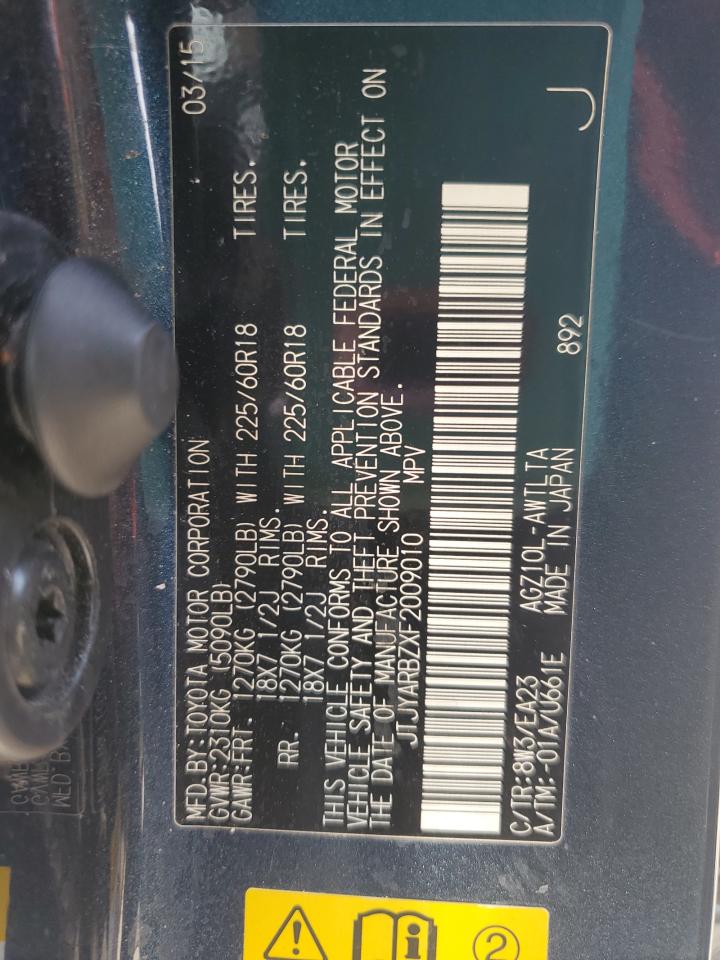 MFD.BY:TOYOTA MOTOR CORPORATION 03/15
GVWR:2310KG (5090LB)
GAWR:FRT. 1270KG (2790LB) WITH 225/60R18 TIRES.
18X7 1/2J RIMS.
RR. 1270KG (2790LB) WITH 225/60R18 TIRES.
18X7 1/2J RIMS.
THIS VEHICLE CONFORMS TO ALL APPLICABLE FEDERAL MOTOR
VEHICLE SAFETY AND THEFT PREVENTION STANDARDS IN EFFECT ON
THE DATE OF MANUFACTURE SHOWN ABOVE.
JTJYARBZXF2009010 MPV
C/TR:8W3/EA23 AGZ10L-AWTLTA
A/TM:-01A/U661E MADE IN JAPAN 892 J
i 2